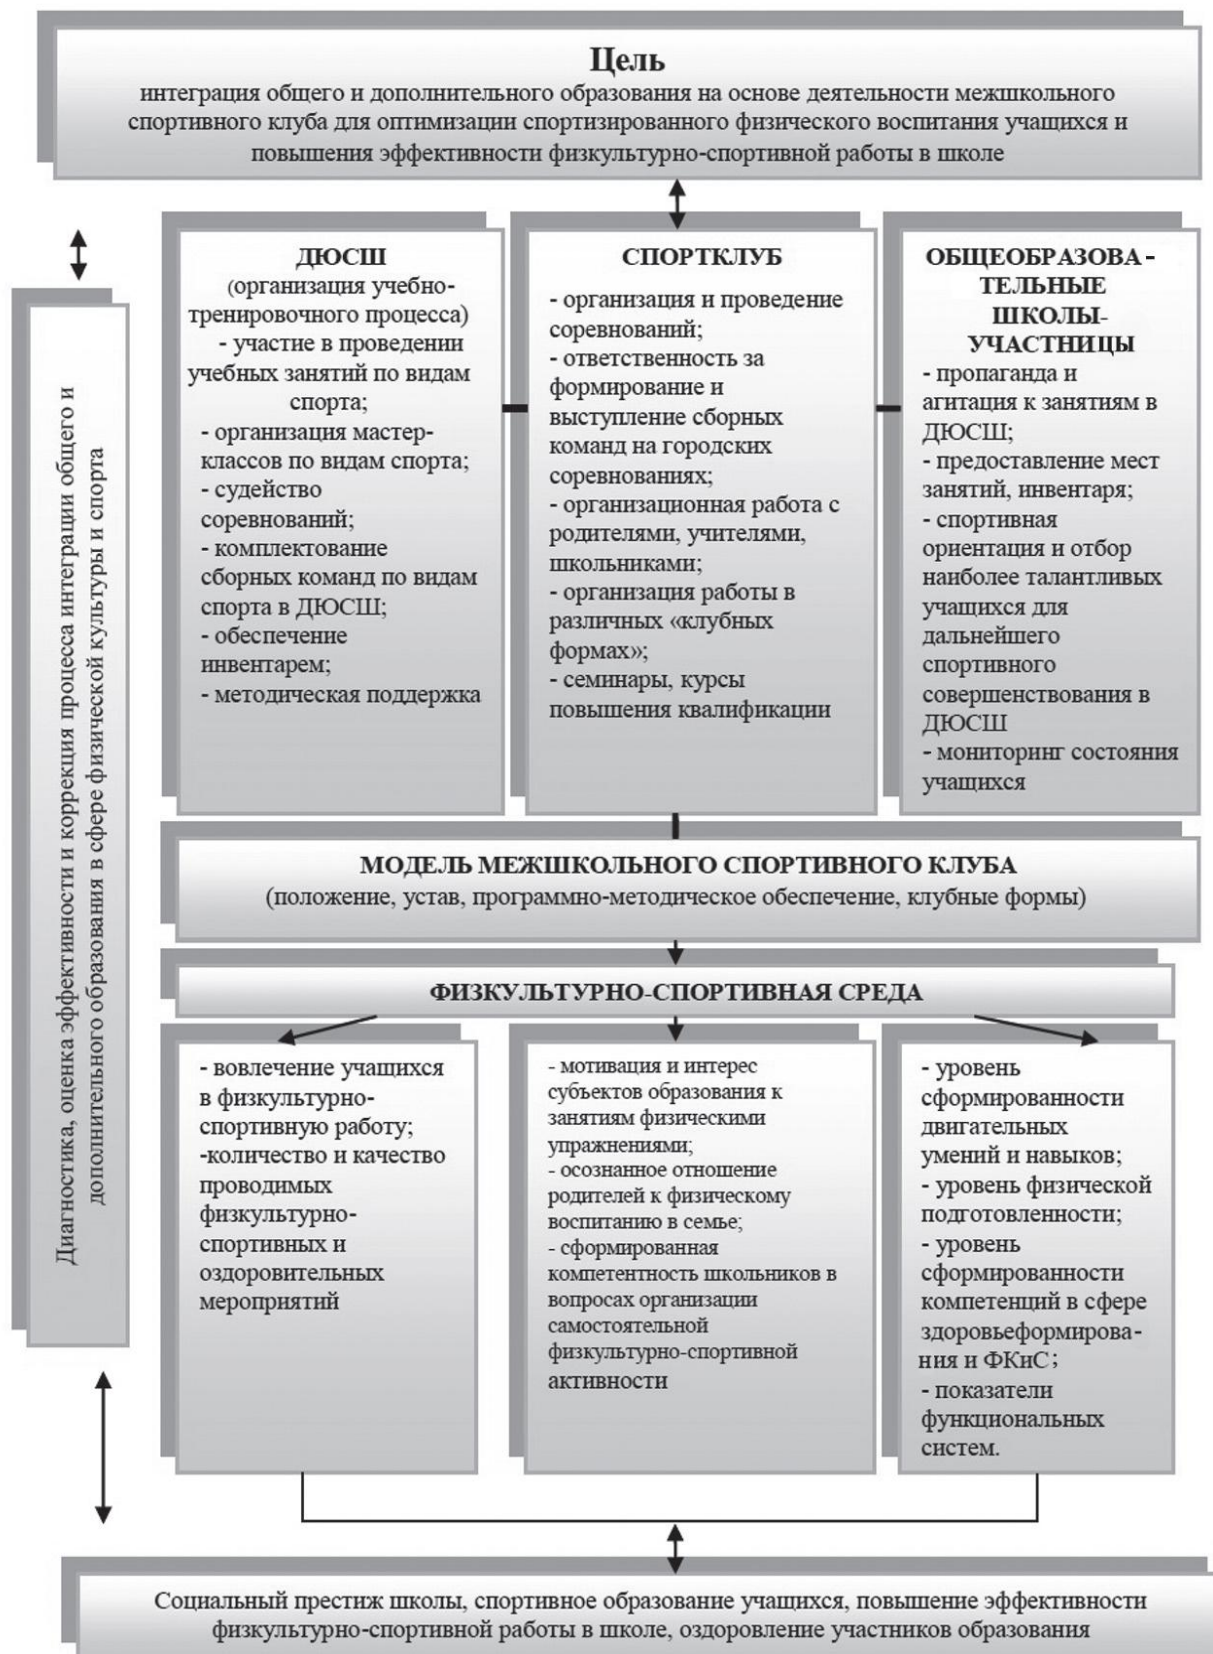 Цель
интеграция общего и дополнительного образования на основе деятельности межшкольного
спортивного клуба для оптимизации спортизированного физического воспитания учащихся и
повышения эффективности физкультурно-спортивной работы в школе
ДЮСШ
(организация учебно-
тренировочного процесса)
- участие в проведении
учебных занятий по видам
спорта;
- организация мастер-
классов по видам спорта;
- судейство
соревнований;
- комплектование
сборных команд по видам
спорта в ДЮСШ;
- обеспечение
инвентарем;
- методическая поддержка
СПОРТКЛУБ
- организация и проведение
соревнований;
- ответственность за
формирование и
выступление сборных
команд на городских
соревнованиях;
- организационная работа с
родителями, учителями,
школьниками;
- организация работы в
различных «клубных
формах»;
- семинары, курсы
повышения квалификации
ОБЩЕОБРАЗОВА -
ТЕЛЬНЫЕ
ШКОЛЫ-
УЧАСТНИЦЫ
- пропаганда и
агитация к занятиям в
ДЮСШ;
- предоставление мест
занятий, инвентаря;
- спортивная
ориентация и отбор
наиболее талантливых
учащихся для
дальнейшего
спортивного
совершенствования в
ДЮСШ
- мониторинг состояния
учащихся
Диагностика, оценка эффективности и коррекция процесса интеграции общего и
дополнительного образования в сфере физической культуры и спорта
МОДЕЛЬ МЕЖШКОЛЬНОГО СПОРТИВНОГО КЛУБА
(положение, устав, программно-методическое обеспечение, клубные формы)
ФИЗКУЛЬТУРНО-СПОРТИВНАЯ СРЕДА
- вовлечение учащихся
в физкультурно-
спортивную работу;
-количество и качество
проводимых
физкультурно-
спортивных и
оздоровительных
мероприятий
- мотивация и интерес
субъектов образования к
занятиям физическими
упражнениями;
- осознанное отношение
родителей к физическому
воспитанию в семье;
- сформированная
компетентность школьников в
вопросах организации
самостоятельной
физкультурно-спортивной
активности
- уровень
сформированности
двигательных
умений и навыков;
- уровень физической
подготовленности;
- уровень
сформированности
компетенций в сфере
здоровьеформирова-
ния и ФКиС;
- показатели
функциональных
систем.
Социальный престиж школы, спортивное образование учащихся, повышение эффективности
физкультурно-спортивной работы в школе, оздоровление участников образования